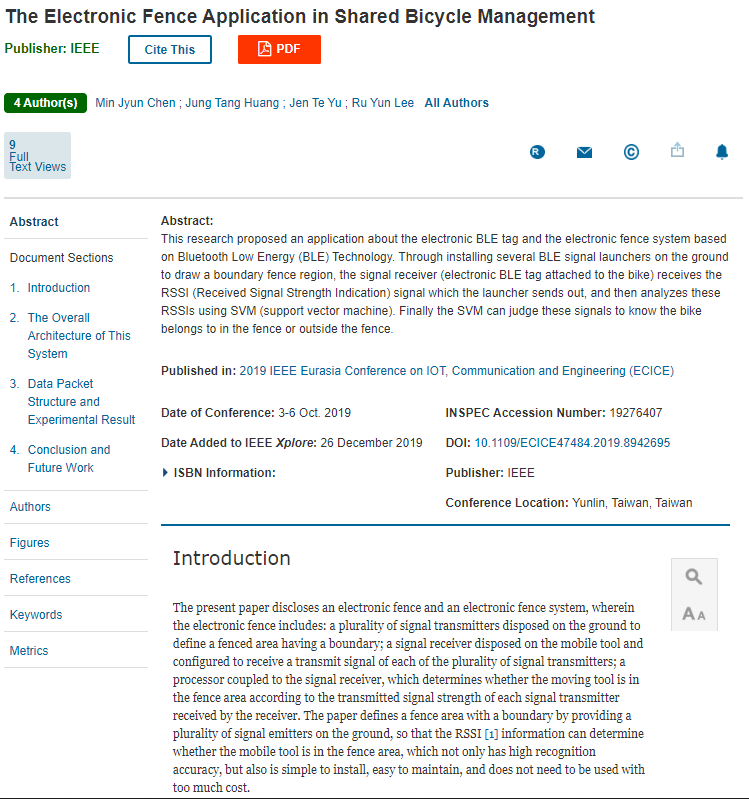 The Electronic Fence Application in Shared Bicycle Management
Publisher: IEEE
Cite This
PDF
4 Author(s)
Min Jyun Chen ; Jung Tang Huang ; Jen Te Yu ; Ru Yun Lee
All Authors
9
Full
Text Views
R
©
Abstract
Document Sections
1. Introduction
2. The Overall
Architecture of This
System
3. Data Packet
Structure and
Experimental Result
4. Conclusion and
Future Work
Authors
Figures
References
Keywords
Metrics
Abstract:
This research proposed an application about the electronic BLE tag and the electronic fence system based
on Bluetooth Low Energy (BLE) Technology. Through installing several BLE signal launchers on the ground
to draw a boundary fence region, the signal receiver (electronic BLE tag attached to the bike) receives the
RSSI (Received Signal Strength Indication) signal which the launcher sends out, and then analyzes these
RSSIs using SVM (support vector machine). Finally the SVM can judge these signals to know the bike
belongs to in the fence or outside the fence.
Published in: 2019 IEEE Eurasia Conference on IOT, Communication and Engineering (ECICE)
Date of Conference: 3-6 Oct. 2019
Date Added to IEEE Xplore: 26 December 2019
ISBN Information:
INSPEC Accession Number: 19276407
DOI: 10.1109/ECICE47484.2019.8942695
Publisher: IEEE
Conference Location: Yunlin, Taiwan, Taiwan
Introduction
The present paper discloses an electronic fence and an electronic fence system, wherein
the electronic fence includes: a plurality of signal transmitters disposed on the ground to
define a fenced area having a boundary; a signal receiver disposed on the mobile tool and
configured to receive a transmit signal of each of the plurality of signal transmitters; a
processor coupled to the signal receiver, which determines whether the moving tool is in
the fence area according to the transmitted signal strength of each signal transmitter
received by the receiver. The paper defines a fence area with a boundary by providing a
plurality of signal emitters on the ground, so that the RSSI [1] information can determine
whether the mobile tool is in the fence area, which not only has high recognition
accuracy, but also is simple to install, easy to maintain, and does not need to be used with
too much cost.
AA